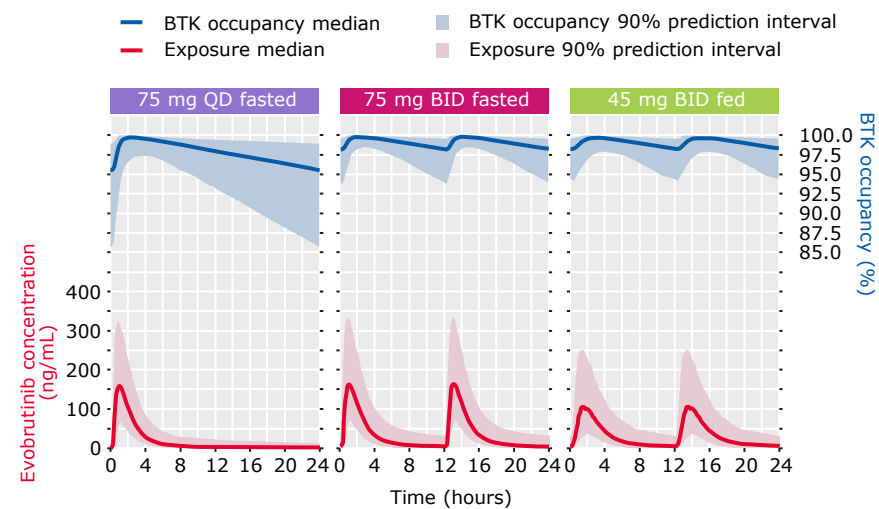 BTK occupancy median
BTK occupancy 90% prediction interval
Exposure median
Exposure 90% prediction interval
75 mg QD fasted
75 mg BID fasted
45 mg BID fed
100.0
97.5
95.0
92.5
90.0
87.5
85.0
BTK occupancy (%)
Evobrutinib concentration
(ng/mL)
400
300
200
100
0
0 4 8 12 16 20 24
0 4 8 12 16 20 24
0 4 8 12 16 20 24
Time (hours)